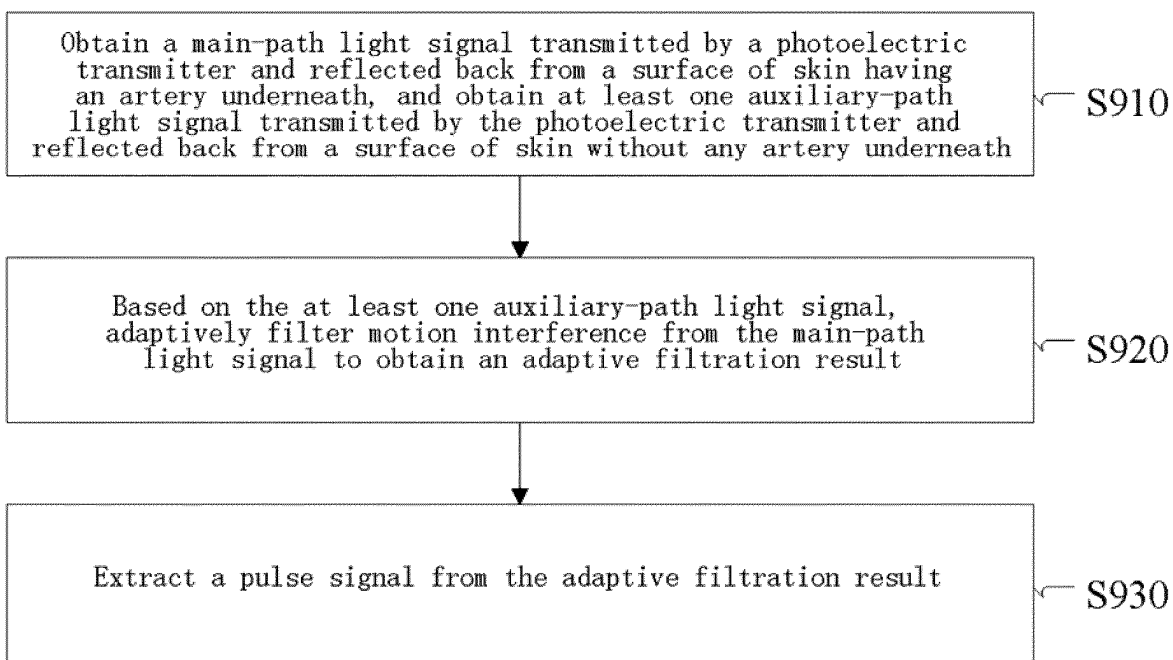 Obtain a main-path light signal transmitted by a photoelectric
transmitter and reflected back from a surface of skin having
an artery underneath, and obtain at least one auxiliary-path
light signal transmitted by the photoelectric transmitter and
reflected back from a surface of skin without any artery underneath
S910
Based on the at least one auxiliary-path light signal,
adaptively filter motion interference from the main-path
light signal to obtain an adaptive filtration result
S920
Extract a pulse signal from the adaptive filtration result
S930